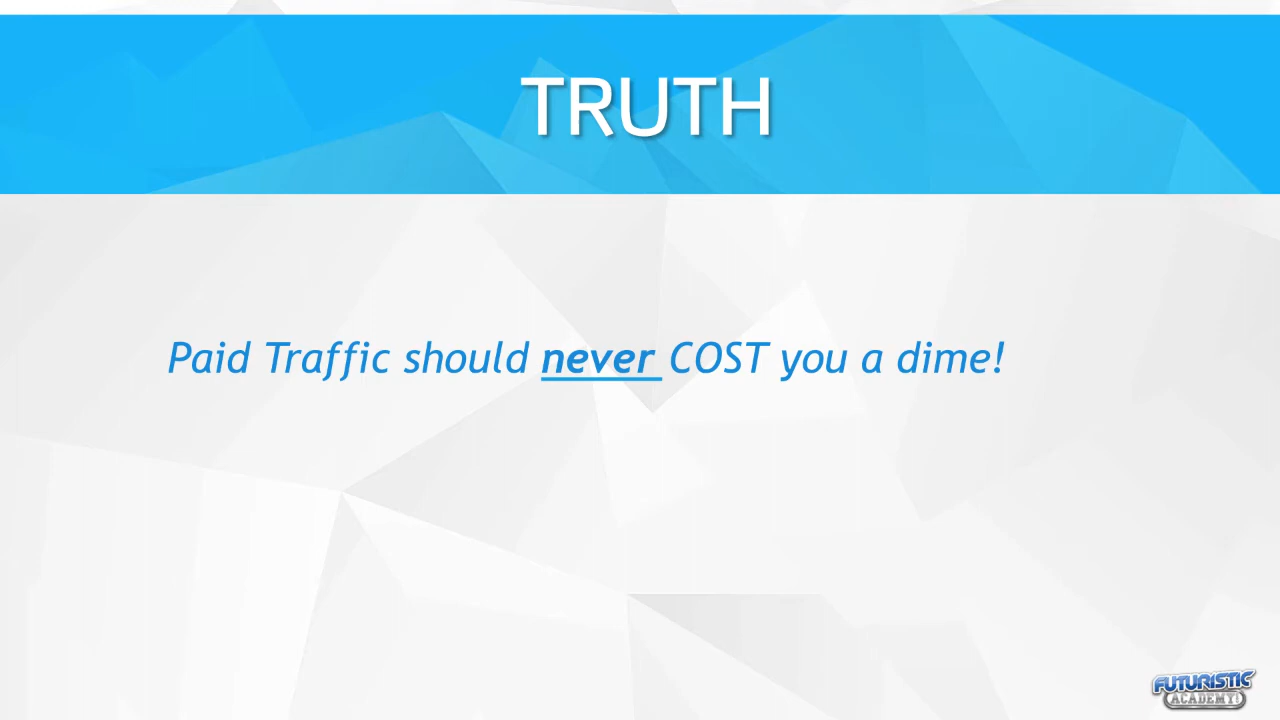 TRUTH
Paid Traffic should never COST you a dime!
FUTURISTIC
ACADEMY!